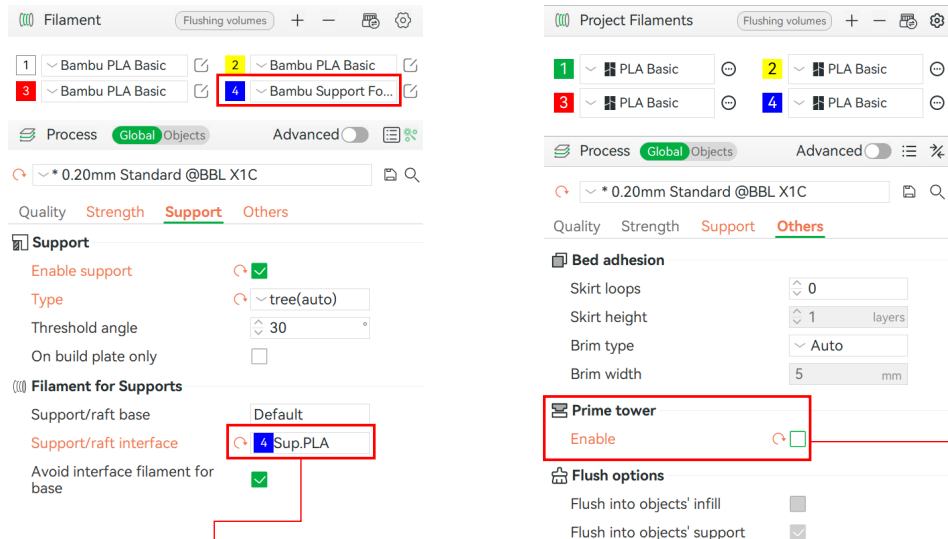 Filament Flushing volumes
1 Bambu PLA Basic 2 Bambu PLA Basic
3 Bambu PLA Basic 4 Bambu Support Fo...
Process Global Objects Advanced
* 0.20mm Standard @BBL X1C
Quality Strength Support Others
Support
Enable support
Type tree(auto)
Threshold angle 30 °
On build plate only
Filament for Supports
Support/raft base Default
Support/raft interface 4 Sup.PLA
Avoid interface filament for
base
Project Filaments Flushing volumes
1 PLA Basic 2 PLA Basic
3 PLA Basic 4 PLA Basic
Process Global Objects Advanced
* 0.20mm Standard @BBL X1C
Quality Strength Support Others
Bed adhesion
Skirt loops 0
Skirt height 1 layers
Brim type Auto
Brim width 5 mm
Prime tower
Enable
Flush options
Flush into objects' infill
Flush into objects' support